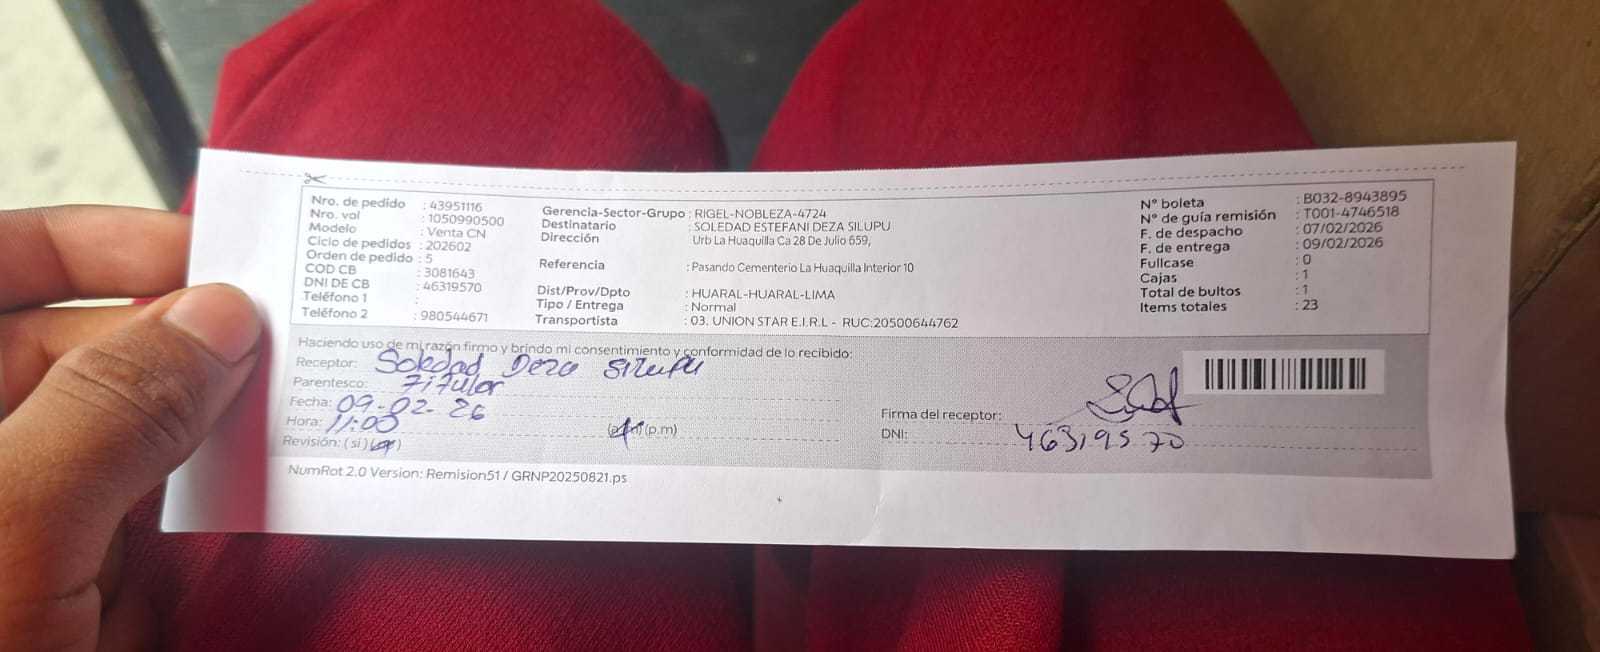 Nro. de pedido : 43951116
Nro. val : 1050990500
Modelo : Venta CN
Ciclo de pedidos : 202602
Orden de pedido : 5
COD CB : 3081643
DNI DE CB : 46319570
Teléfono 1 :
Teléfono 2 : 980544671
Gerencia-Sector-Grupo : RIGEL-NOBLEZA-4724
Destinatario : SOLEDAD ESTEFANI DEZA SILUPU
Dirección Urb La Huaquilla Ca 28 De Julio 659,
Referencia : Pasando Cementerio La Huaquilla Interior 10
Dist/Prov/Dpto : HUARAL-HUARAL-LIMA
Tipo / Entrega : Normal
Transportista : 03. UNION STAR E.I.R.L - RUC:20500644762
N° boleta : B032-8943895
N° de guía remisión : T001-4746518
F. de despacho : 07/02/2026
F. de entrega : 09/02/2026
Fullcase : 0
Cajas : 1
Total de bultos : 1
Items totales : 23
Haciendo uso de mi razón firmo y brindo mi consentimiento y conformidad de lo recibido:
Receptor: Soledad Deza Silupu
Parentesco: Titular
Fecha: 09-02-26
Hora: 11:00 (a.m) (p.m)
Revisión: ( si ) (no)
Firma del receptor:
DNI: 46319570
NumRot 2.0 Version: Remision51 / GRNP20250821.ps